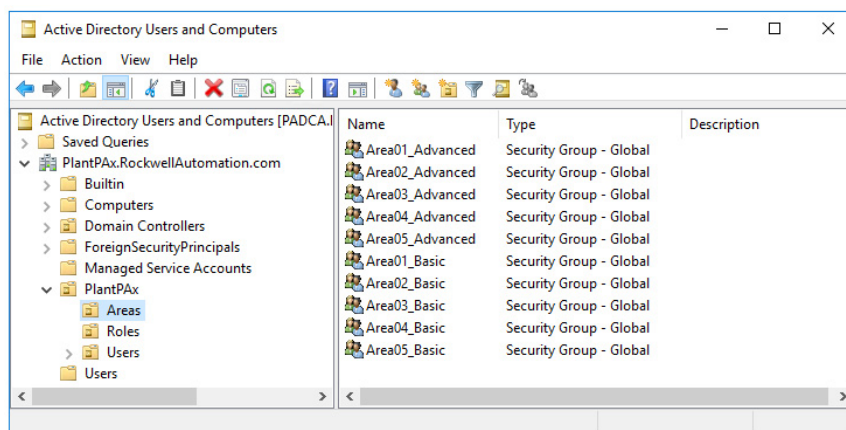 Active Directory Users and Computers
File Action View Help
Active Directory Users and Computers [PADCA.
Saved Queries
PlantPAx.RockwellAutomation.com
Builtin
Computers
Domain Controllers
ForeignSecurityPrincipals
Managed Service Accounts
PlantPAx
Areas
Roles
Users
Users
Name Type Description
Area01_Advanced Security Group - Global
Area02_Advanced Security Group - Global
Area03_Advanced Security Group - Global
Area04_Advanced Security Group - Global
Area05_Advanced Security Group - Global
Area01_Basic Security Group - Global
Area02_Basic Security Group - Global
Area03_Basic Security Group - Global
Area04_Basic Security Group - Global
Area05_Basic Security Group - Global